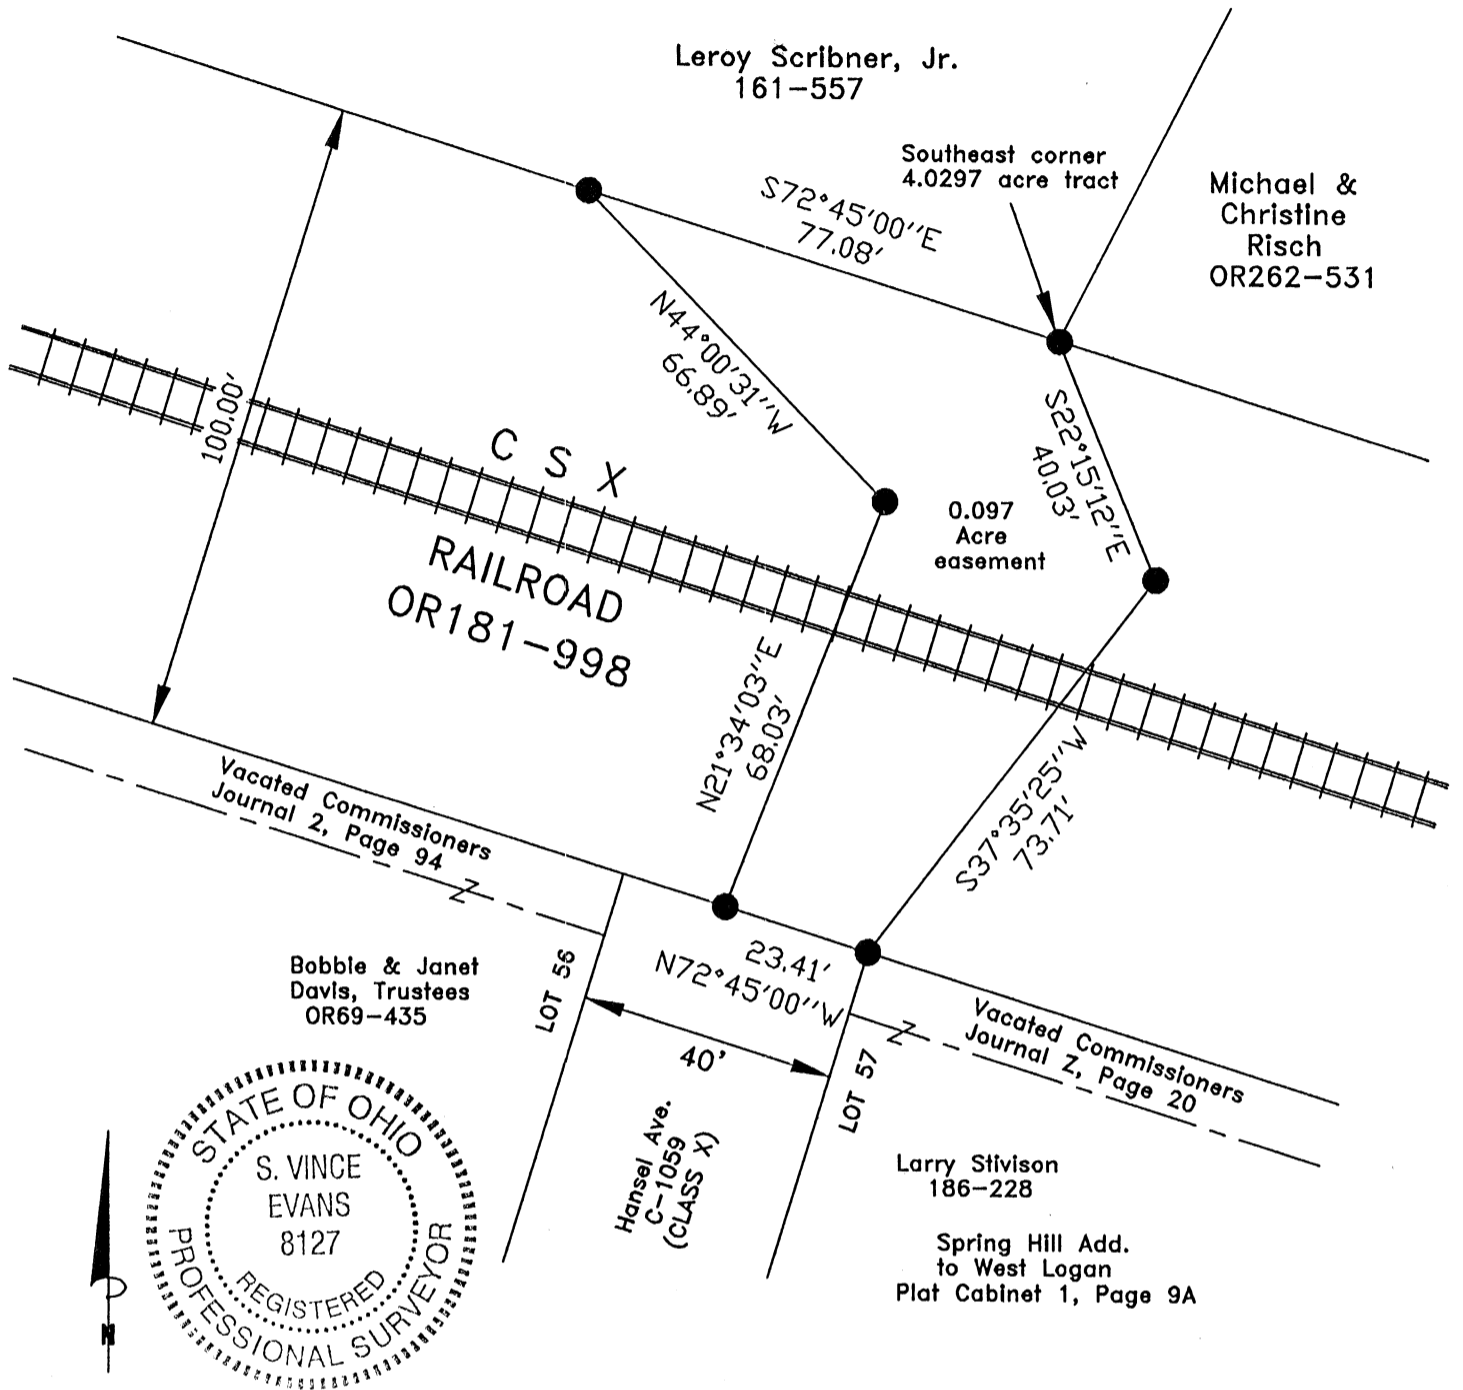 Leroy Scribner, Jr.
161-557
Southeast corner
4.0297 acre tract
Michael &
Christine
Risch
OR262-531
S72°45'00''E
77.08'
N44°00'31''W
66.89'
S22°15'12''E
40.03'
100.00'
C S X
RAILROAD
OR181-998
0.097
Acre
easement
N21°34'03''E
68.03'
S37°35'25''W
73.71'
Vacated Commissioners
Journal 2, Page 94
Z
23.41'
N72°45'00''W
Bobbie & Janet
Davis, Trustees
OR69-435
LOT 56
40'
LOT 57
Z
Vacated Commissioners
Journal Z, Page 20
Hansel Ave.
C-1059
(CLASS X)
Larry Stivison
186-228
Spring Hill Add.
to West Logan
Plat Cabinet 1, Page 9A
STATE OF OHIO
S. VINCE
EVANS
8127
REGISTERED
PROFESSIONAL SURVEYOR
N